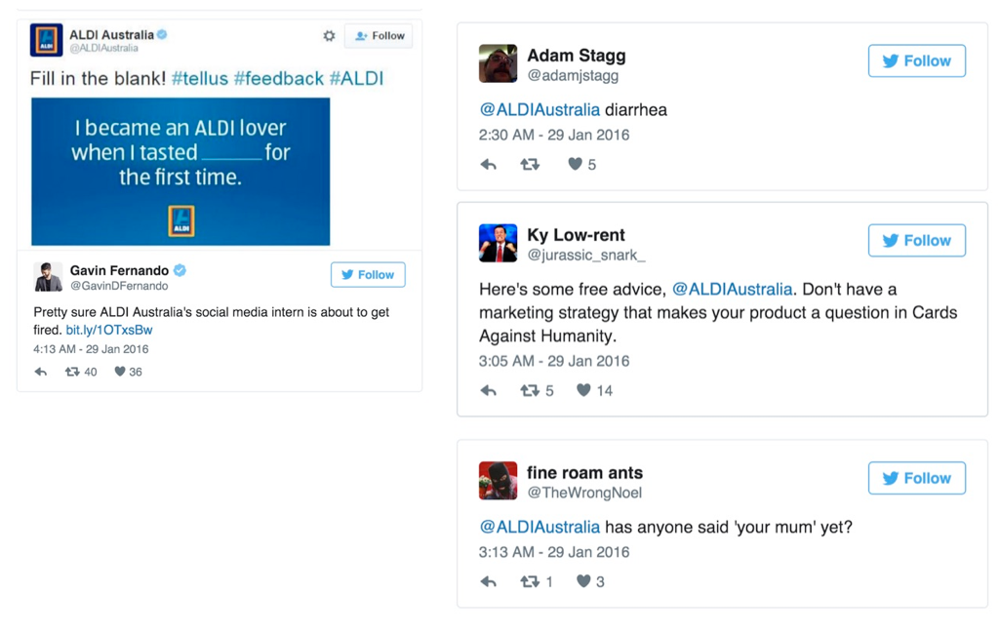 ALDI Australia
@ALDIAustralia
Follow
Fill in the blank! #tellus #feedback #ALDI
I became an ALDI lover
when I tasted ______ for
the first time.
ALDI
Gavin Fernando
@GavinDFernando
Follow
Pretty sure ALDI Australia's social media intern is about to get
fired. bit.ly/1OTxsBw
4:13 AM - 29 Jan 2016
40 36
Adam Stagg
@adamjstagg
Follow
@ALDIAustralia diarrhea
2:30 AM - 29 Jan 2016
5
Ky Low-rent
@jurassic_snark_
Follow
Here's some free advice, @ALDIAustralia. Don't have a
marketing strategy that makes your product a question in Cards
Against Humanity.
3:05 AM - 29 Jan 2016
5 14
fine roam ants
@TheWrongNoel
Follow
@ALDIAustralia has anyone said 'your mum' yet?
3:13 AM - 29 Jan 2016
1 3